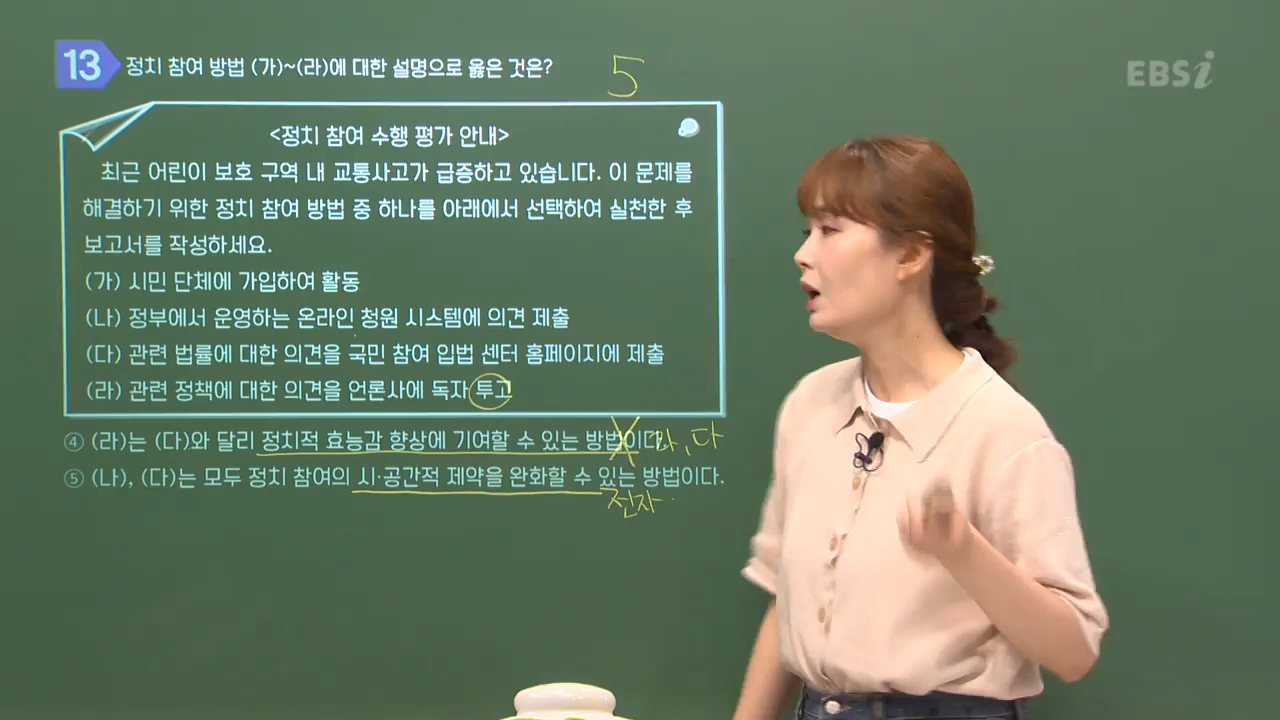 13 정치 참여 방법 (가)~(라)에 대한 설명으로 옳은 것은? 5
EBSi
<정치 참여 수행 평가 안내>
최근 어린이 보호 구역 내 교통사고가 급증하고 있습니다. 이 문제를
해결하기 위한 정치 참여 방법 중 하나를 아래에서 선택하여 실천한 후
보고서를 작성하세요.
(가) 시민 단체에 가입하여 활동
(나) 정부에서 운영하는 온라인 청원 시스템에 의견 제출
(다) 관련 법률에 대한 의견을 국민 참여 입법 센터 홈페이지에 제출
(라) 관련 정책에 대한 의견을 언론사에 독자 투고
④ (라)는 (다)와 달리 정치적 효능감 향상에 기여할 수 있는 방법이다. 라, 다
⑤ (나), (다)는 모두 정치 참여의 시·공간적 제약을 완화할 수 있는 방법이다.
전자